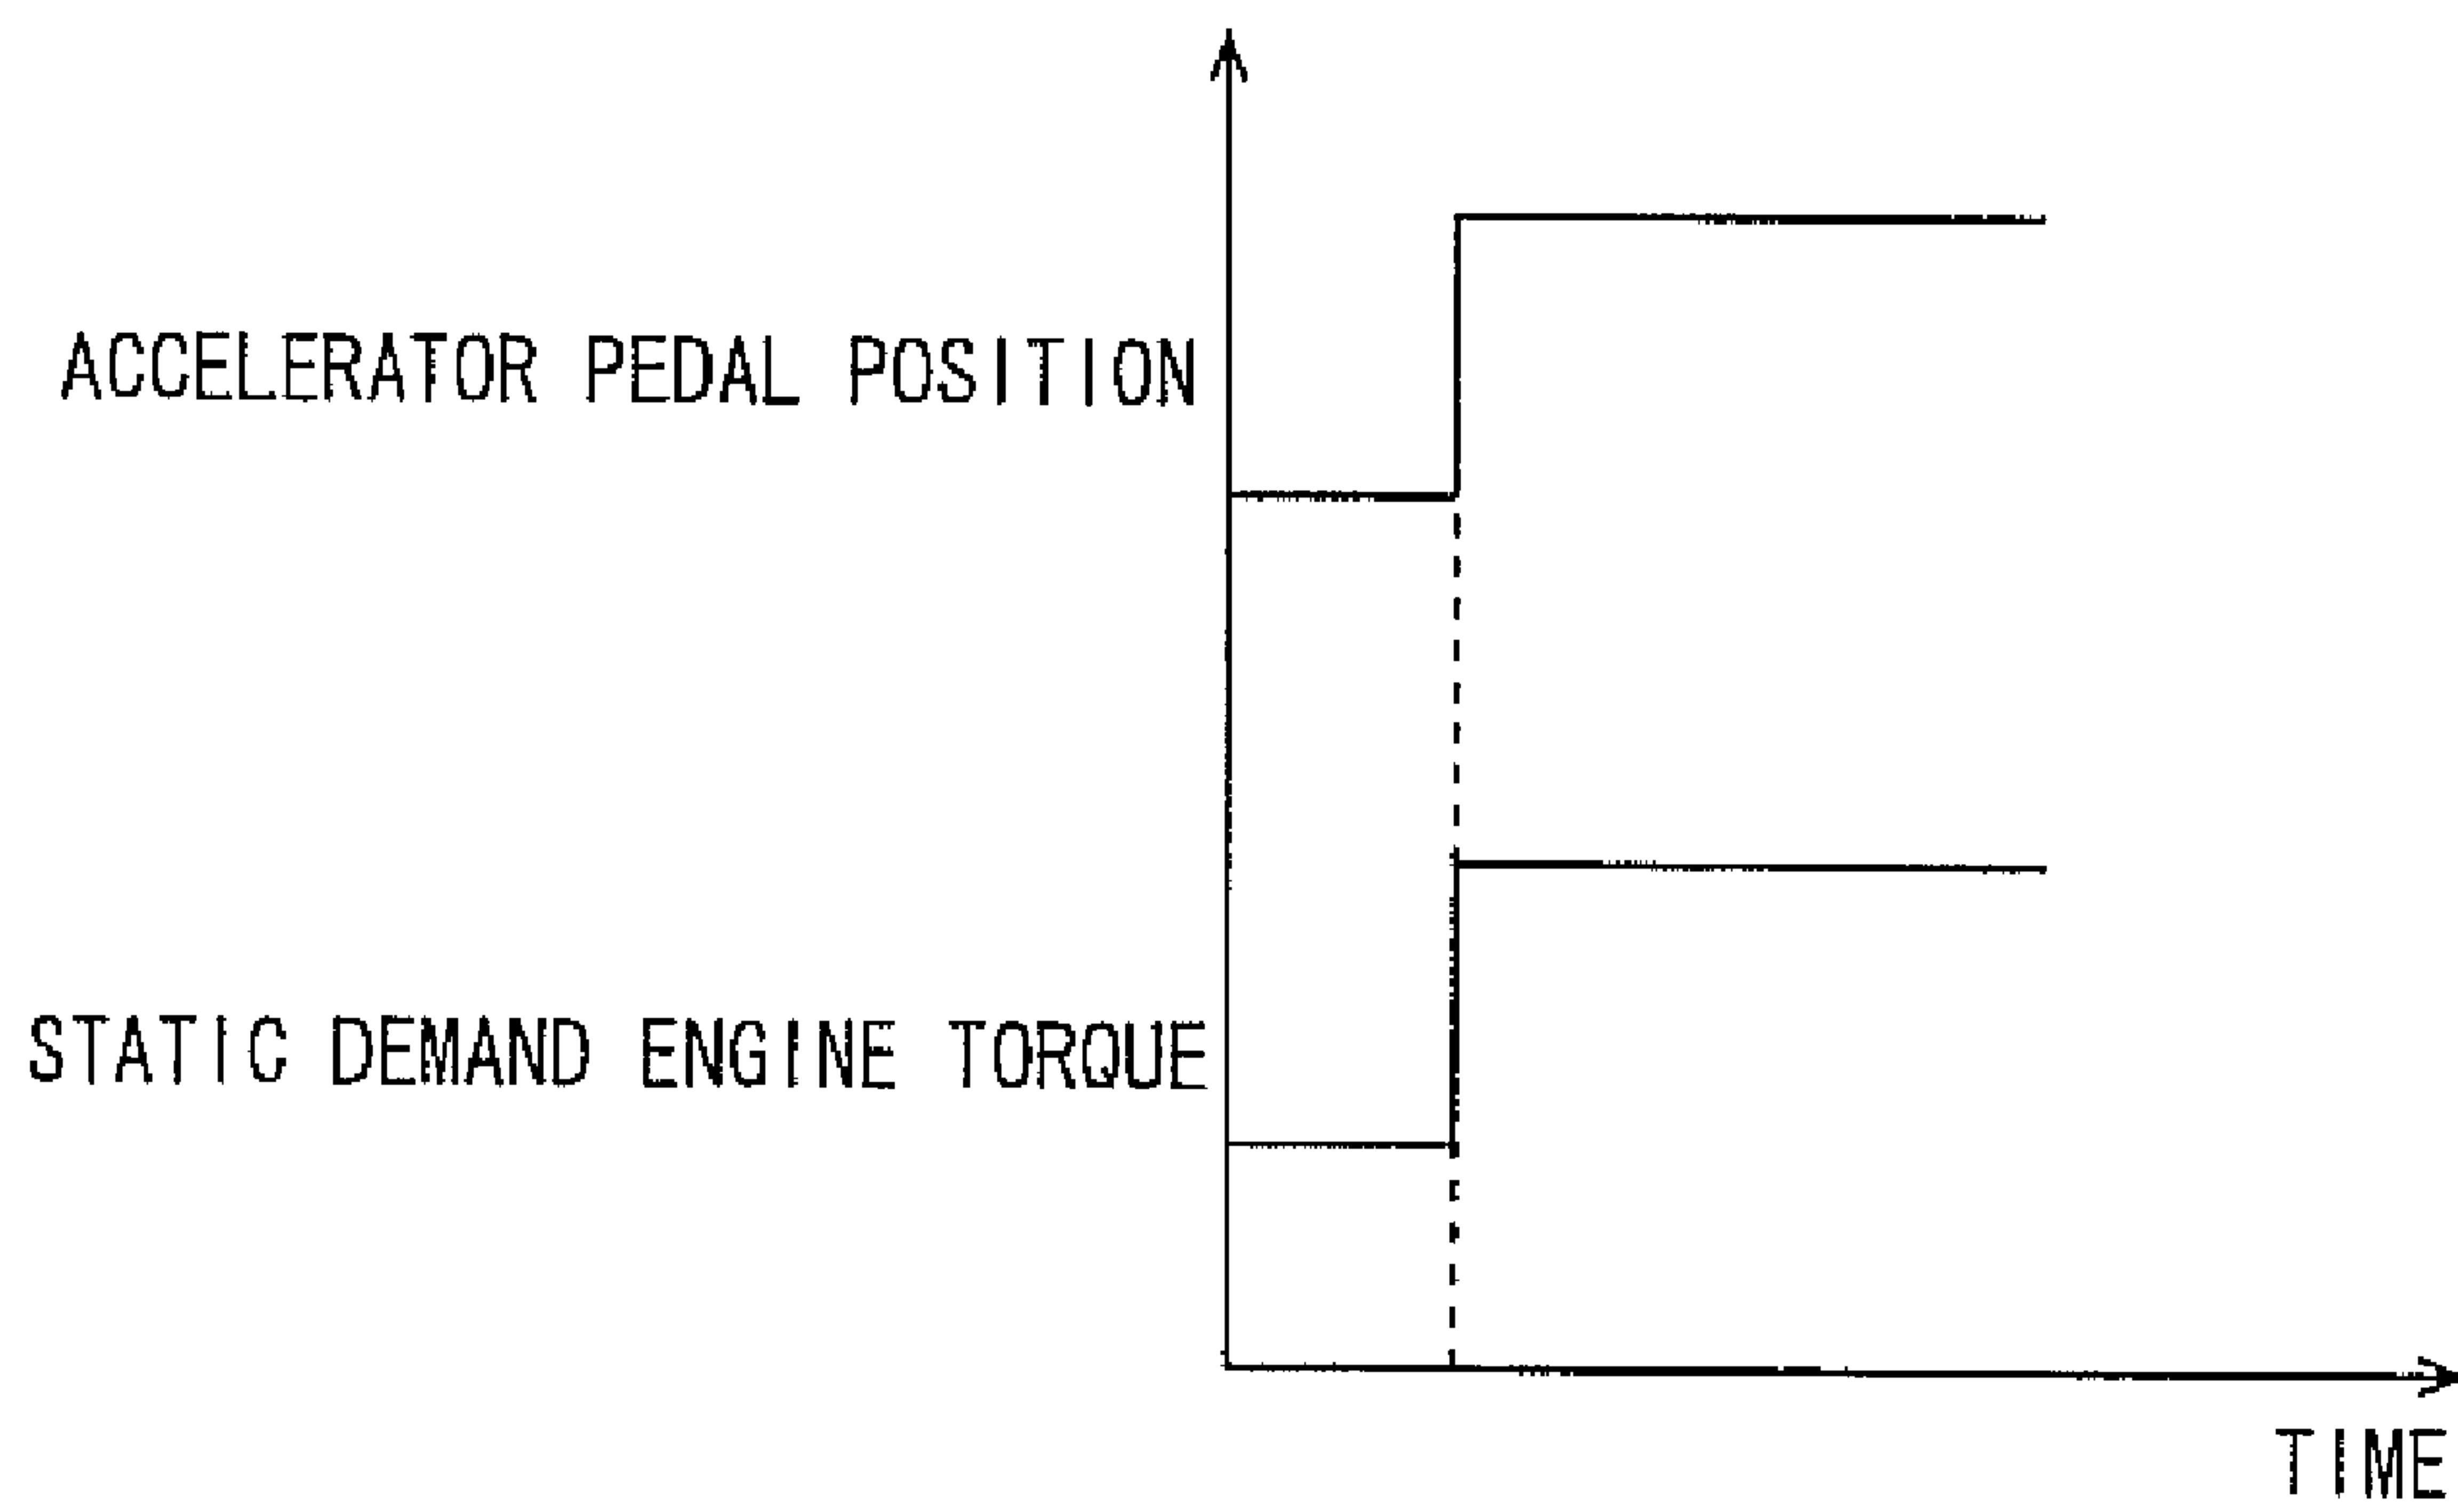 ACCELERATOR PEDAL POSITION
STATIC DEMAND ENGINE TORQUE
TIME